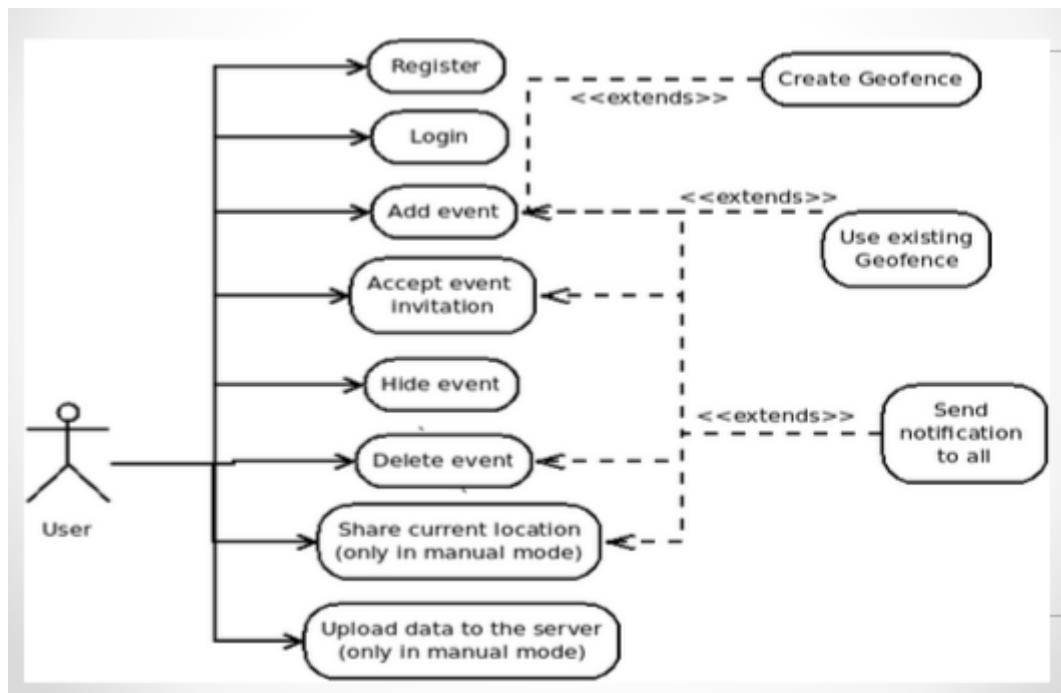 Register
Create Geofence
<<extends>>
Login
Add event
<<extends>>
Use existing
Geofence
Accept event
invitation
Hide event
<<extends>>
Send
notification
to all
Delete event
User
Share current location
(only in manual mode)
Upload data to the server
(only in manual mode)